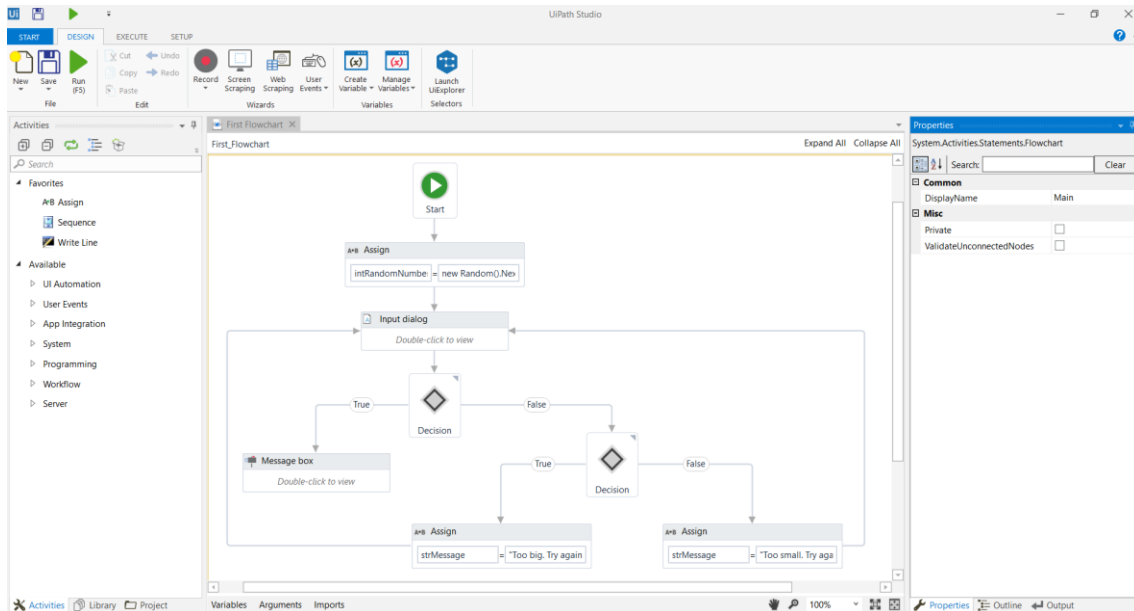 Ui
UiPath Studio
START DESIGN EXECUTE SETUP
New Save Run (F5)
Cut Copy Paste
Undo Redo
Record Screen Scraping Web Scraping User Events
Create Variable Manage Variables
Launch UiExplorer
File Edit Wizards Variables Selectors
Activities
Search
Favorites
A+B Assign
Sequence
Write Line
Available
UI Automation
User Events
App Integration
System
Programming
Workflow
Server
Activities Library Project
First Flowchart
First_Flowchart Expand All Collapse All
Start
A+B Assign
intRandomNumber = new Random().Nex
Input dialog
Double-click to view
True False
Decision
Message box
Double-click to view
True False
Decision
A+B Assign
strMessage = "Too big. Try again
A+B Assign
strMessage = "Too small. Try aga
Variables Arguments Imports 100%
Properties
System.Activities.Statements.Flowchart
Search: Clear
Common
DisplayName Main
Misc
Private
ValidateUnconnectedNodes
Properties Outline Output